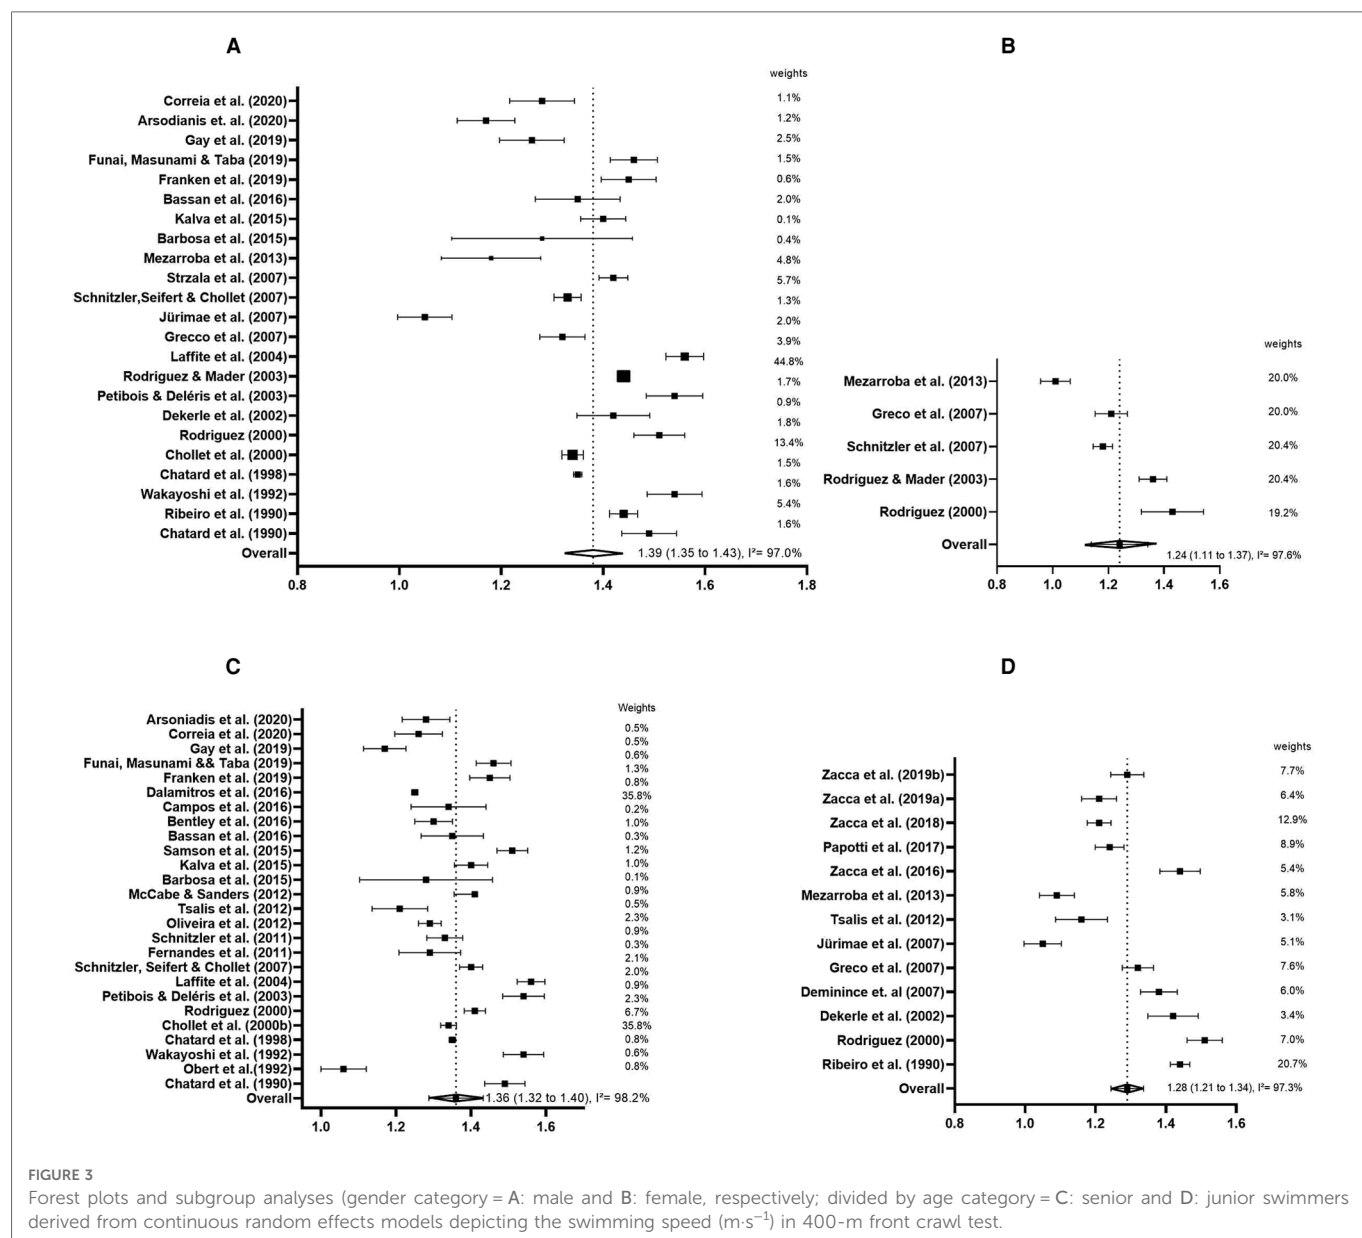 A
weights
Correia et al. (2020) 1.1%
Arsodianis et. al. (2020) 1.2%
Gay et al. (2019) 2.5%
Funai, Masunami & Taba (2019) 1.5%
Franken et al. (2019) 0.6%
Bassan et al. (2016) 2.0%
Kalva et al. (2015) 0.1%
Barbosa et al. (2015) 0.4%
Mezarroba et al. (2013) 4.8%
Strzala et al. (2007) 5.7%
Schnitzler,Seifert & Chollet (2007) 1.3%
Jürimae et al. (2007) 2.0%
Grecco et al. (2007) 3.9%
Laffite et al. (2004) 44.8%
Rodriguez & Mader (2003) 1.7%
Petibois & Deléris et al. (2003) 0.9%
Dekerle et al. (2002) 1.8%
Rodriguez (2000) 13.4%
Chollet et al. (2000) 1.5%
Chatard et al. (1998) 1.6%
Wakayoshi et al. (1992) 5.4%
Ribeiro et al. (1990) 1.6%
Chatard et al. (1990)
Overall 1.39 (1.35 to 1.43), I²= 97.0%
0.8 1.0 1.2 1.4 1.6 1.8
B
weights
Mezarroba et al. (2013) 20.0%
Greco et al. (2007) 20.0%
Schnitzler et al. (2007) 20.4%
Rodriguez & Mader (2003) 20.4%
Rodriguez (2000) 19.2%
Overall 1.24 (1.11 to 1.37), I²= 97.6%
0.8 1.0 1.2 1.4 1.6
C
Weights
Arsoniadis et al. (2020) 0.5%
Correia et al. (2020) 0.5%
Gay et al. (2019) 0.6%
Funai, Masunami && Taba (2019) 1.3%
Franken et al. (2019) 0.8%
Dalamitros et al. (2016) 35.8%
Campos et al. (2016) 0.2%
Bentley et al. (2016) 1.0%
Bassan et al. (2016) 0.3%
Samson et al. (2015) 1.2%
Kalva et al. (2015) 1.0%
Barbosa et al. (2015) 0.1%
McCabe & Sanders (2012) 0.9%
Tsalis et al. (2012) 0.5%
Oliveira et al. (2012) 2.3%
Schnitzler et al. (2011) 0.9%
Fernandes et al. (2011) 0.3%
Schnitzler, Seifert & Chollet (2007) 2.1%
Laffite et al. (2004) 2.0%
Petibois & Deléris et al. (2003) 0.9%
Rodriguez (2000) 2.3%
Chollet et al. (2000b) 6.7%
Chatard et al. (1998) 35.8%
Wakayoshi et al. (1992) 0.8%
Obert et al.(1992) 0.6%
Chatard et al. (1990) 0.8%
Overall 1.36 (1.32 to 1.40), I²= 98.2%
1.0 1.2 1.4 1.6
D
weights
Zacca et al. (2019b) 7.7%
Zacca et al. (2019a) 6.4%
Zacca et al. (2018) 12.9%
Papotti et al. (2017) 8.9%
Zacca et al. (2016) 5.4%
Mezarroba et al. (2013) 5.8%
Tsalis et al. (2012) 3.1%
Jürimae et al. (2007) 5.1%
Greco et al. (2007) 7.6%
Deminince et. al (2007) 6.0%
Dekerle et al. (2002) 3.4%
Rodriguez (2000) 7.0%
Ribeiro et al. (1990) 20.7%
Overall 1.28 (1.21 to 1.34), I²= 97.3%
0.8 1.0 1.2 1.4 1.6
FIGURE 3
Forest plots and subgroup analyses (gender category = A: male and B: female, respectively; divided by age category = C: senior and D: junior swimmers
derived from continuous random effects models depicting the swimming speed (m·s⁻¹) in 400-m front crawl test.